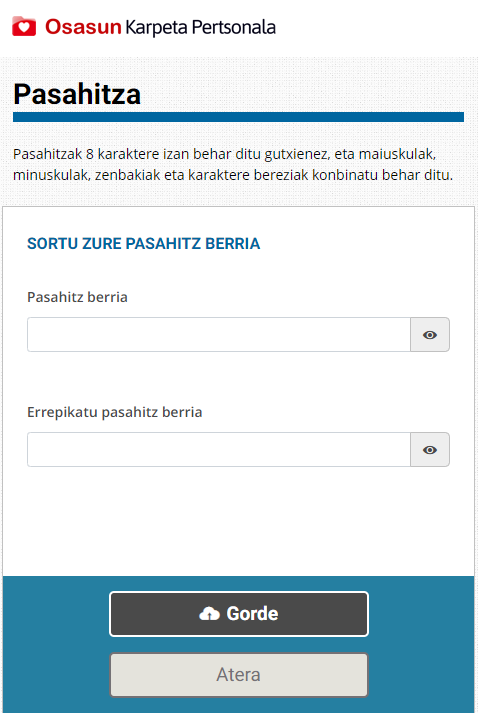 Osasun Karpeta Pertsonala
Pasahitza
Pasahitzak 8 karaktere izan behar ditu gutxienez, eta maiuskulak,
minuskulak, zenbakiak eta karaktere bereziak konbinatu behar ditu.
SORTU ZURE PASAHITZ BERRIA
Pasahitz berria
Errepikatu pasahitz berria
Gorde
Atera